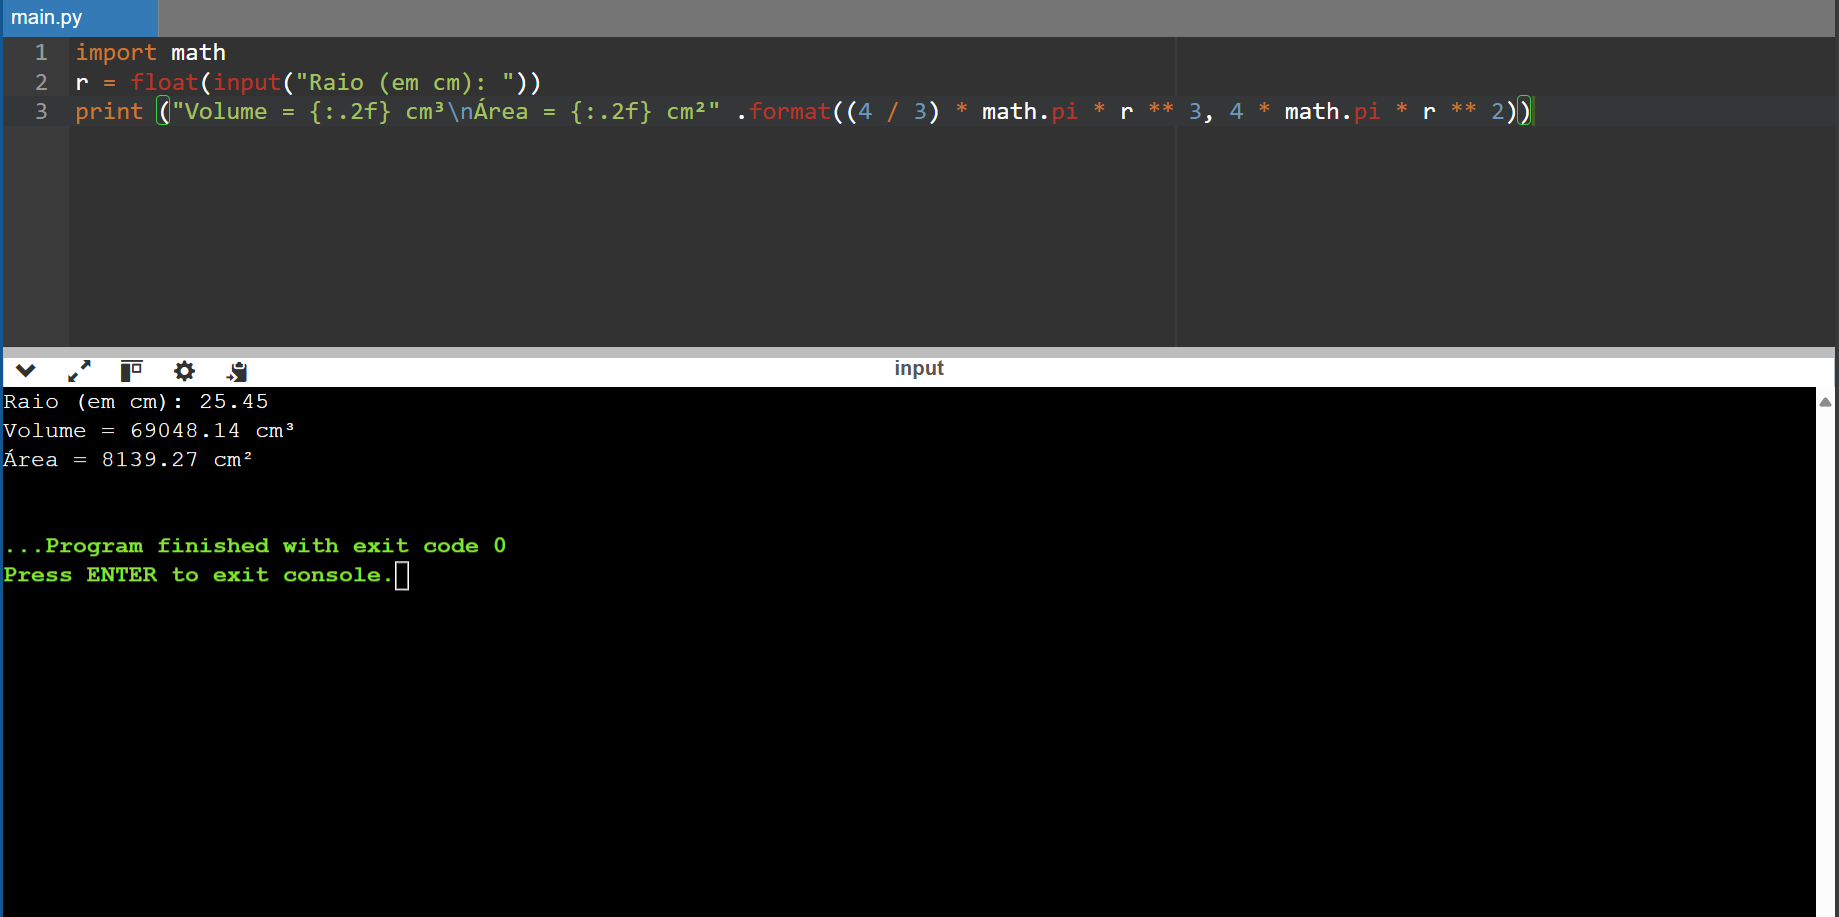 main.py
1 import math
2 r = float(input("Raio (em cm): "))
3 print ("Volume = {:.2f} cm³\nÁrea = {:.2f} cm²" .format((4 / 3) * math.pi * r ** 3, 4 * math.pi * r ** 2))
input
Raio (em cm): 25.45
Volume = 69048.14 cm³
Área = 8139.27 cm²
...Program finished with exit code 0
Press ENTER to exit console.